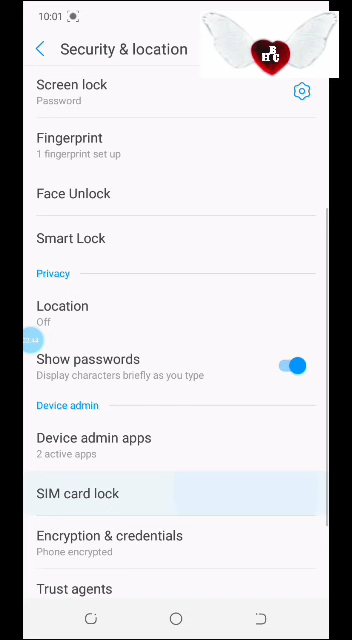 10:01
Security & location
B
H C
Screen lock
Password
Fingerprint
1 fingerprint set up
Face Unlock
Smart Lock
Privacy
Location
Off
02:44
Show passwords
Display characters briefly as you type
Device admin
Device admin apps
2 active apps
SIM card lock
Encryption & credentials
Phone encrypted
Trust agents